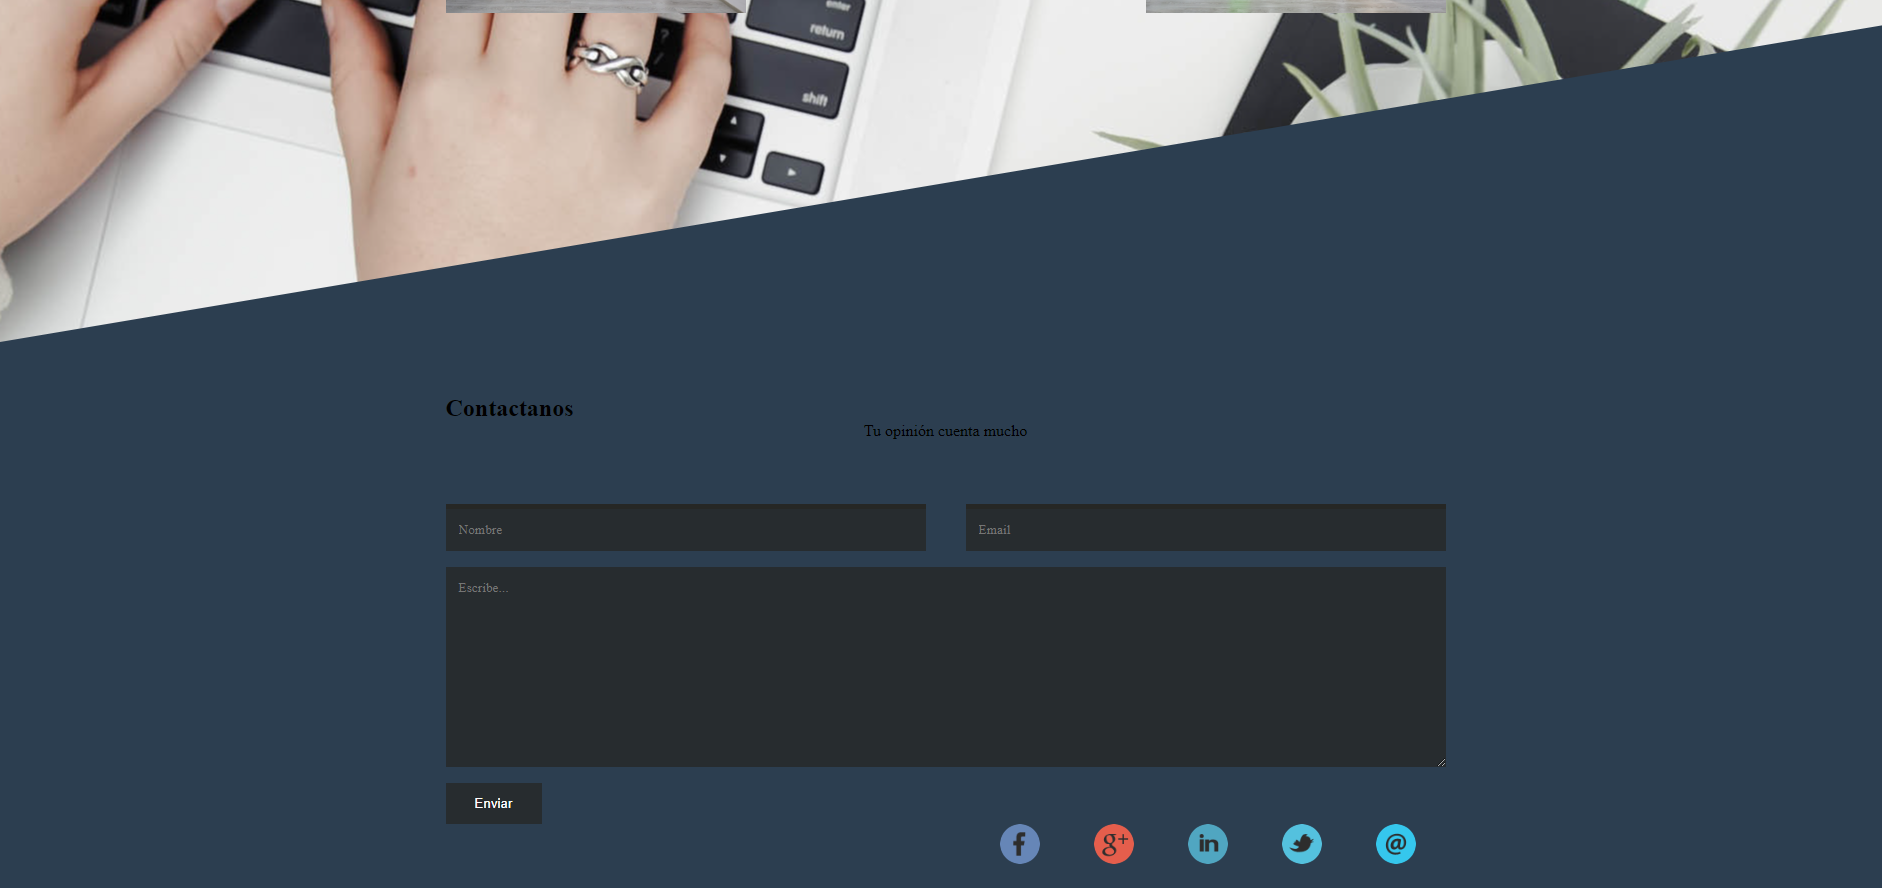 enter
return
?
/
shift
Contactanos
Tu opinión cuenta mucho
Nombre
Email
Escribe...
Enviar
f
g+
in
@